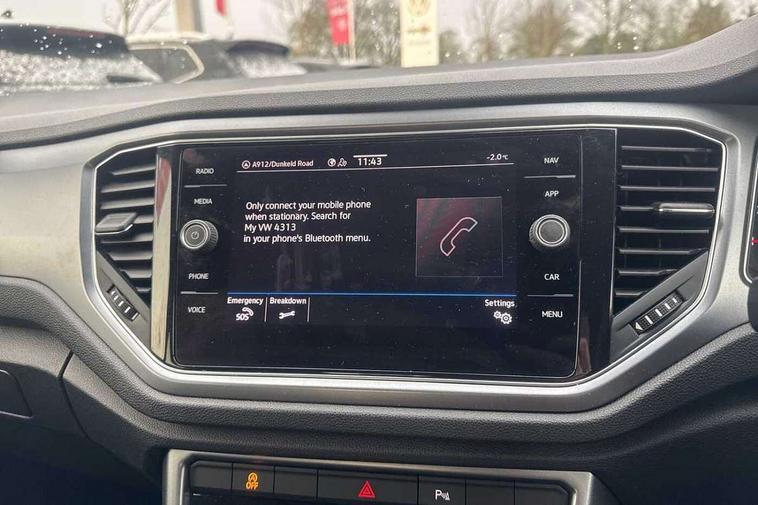 A912/Dunkeld Road 11:43 -2.0°C
RADIO
MEDIA
PHONE
VOICE
Only connect your mobile phone
when stationary. Search for
My VW 4313
in your phone's Bluetooth menu.
Emergency Breakdown Settings
SOS
NAV
APP
CAR
MENU
OFF
P